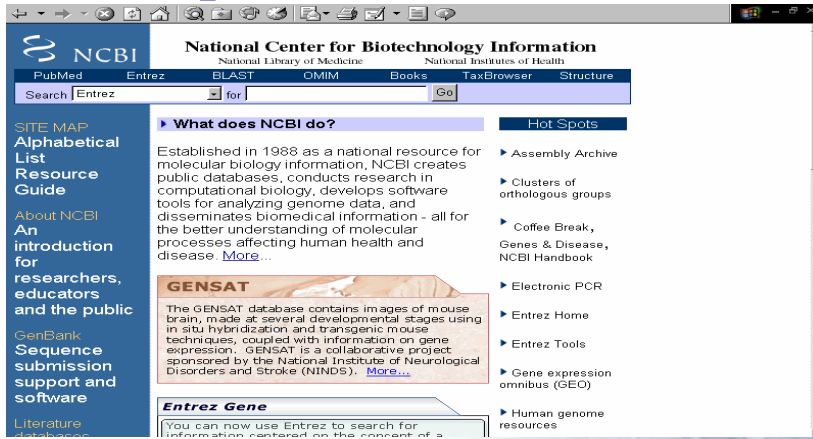 NCBI
National Center for Biotechnology Information
National Library of Medicine National Institutes of Health
PubMed Entrez BLAST OMIM Books TaxBrowser Structure
Search Entrez for Go
SITE MAP
Alphabetical
List
Resource
Guide
About NCBI
An
introduction
for
researchers,
educators
and the public
GenBank
Sequence
submission
support and
software
Literature
databases
What does NCBI do?
Established in 1988 as a national resource for
molecular biology information, NCBI creates
public databases, conducts research in
computational biology, develops software
tools for analyzing genome data, and
disseminates biomedical information - all for
the better understanding of molecular
processes affecting human health and
disease. More...
GENSAT
The GENSAT database contains images of mouse
brain, made at several developmental stages using
in situ hybridization and transgenic mouse
techniques, coupled with information on gene
expression. GENSAT is a collaborative project
sponsored by the National Institute of Neurological
Disorders and Stroke (NINDS). More...
Entrez Gene
You can now use Entrez to search for
information centered on the concept of a
Hot Spots
Assembly Archive
Clusters of
orthologous groups
Coffee Break,
Genes & Disease,
NCBI Handbook
Electronic PCR
Entrez Home
Entrez Tools
Gene expression
omnibus (GEO)
Human genome
resources